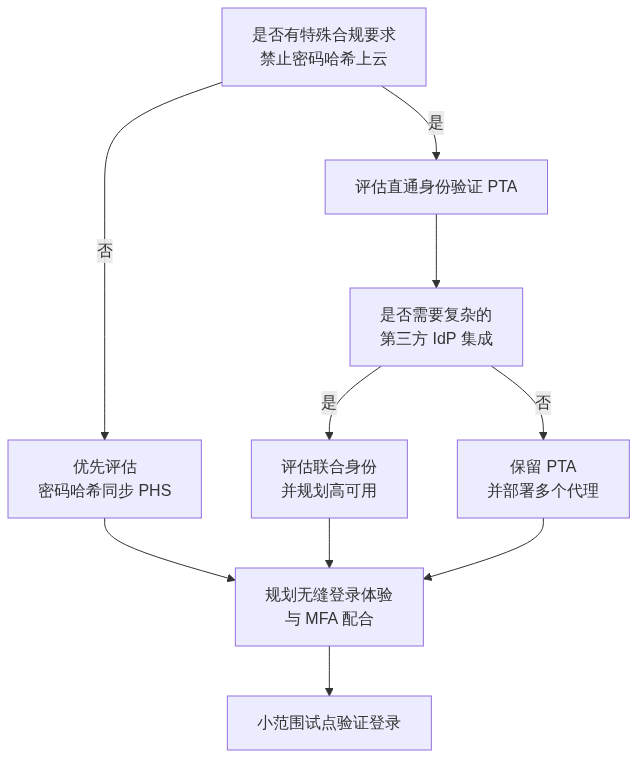 是否有特殊合规要求
禁止密码哈希上云
是
评估直通身份验证 PTA
否
是否需要复杂的
第三方 IdP 集成
是
否
优先评估
密码哈希同步 PHS
评估联合身份
并规划高可用
保留 PTA
并部署多个代理
规划无缝登录体验
与 MFA 配合
小范围试点验证登录